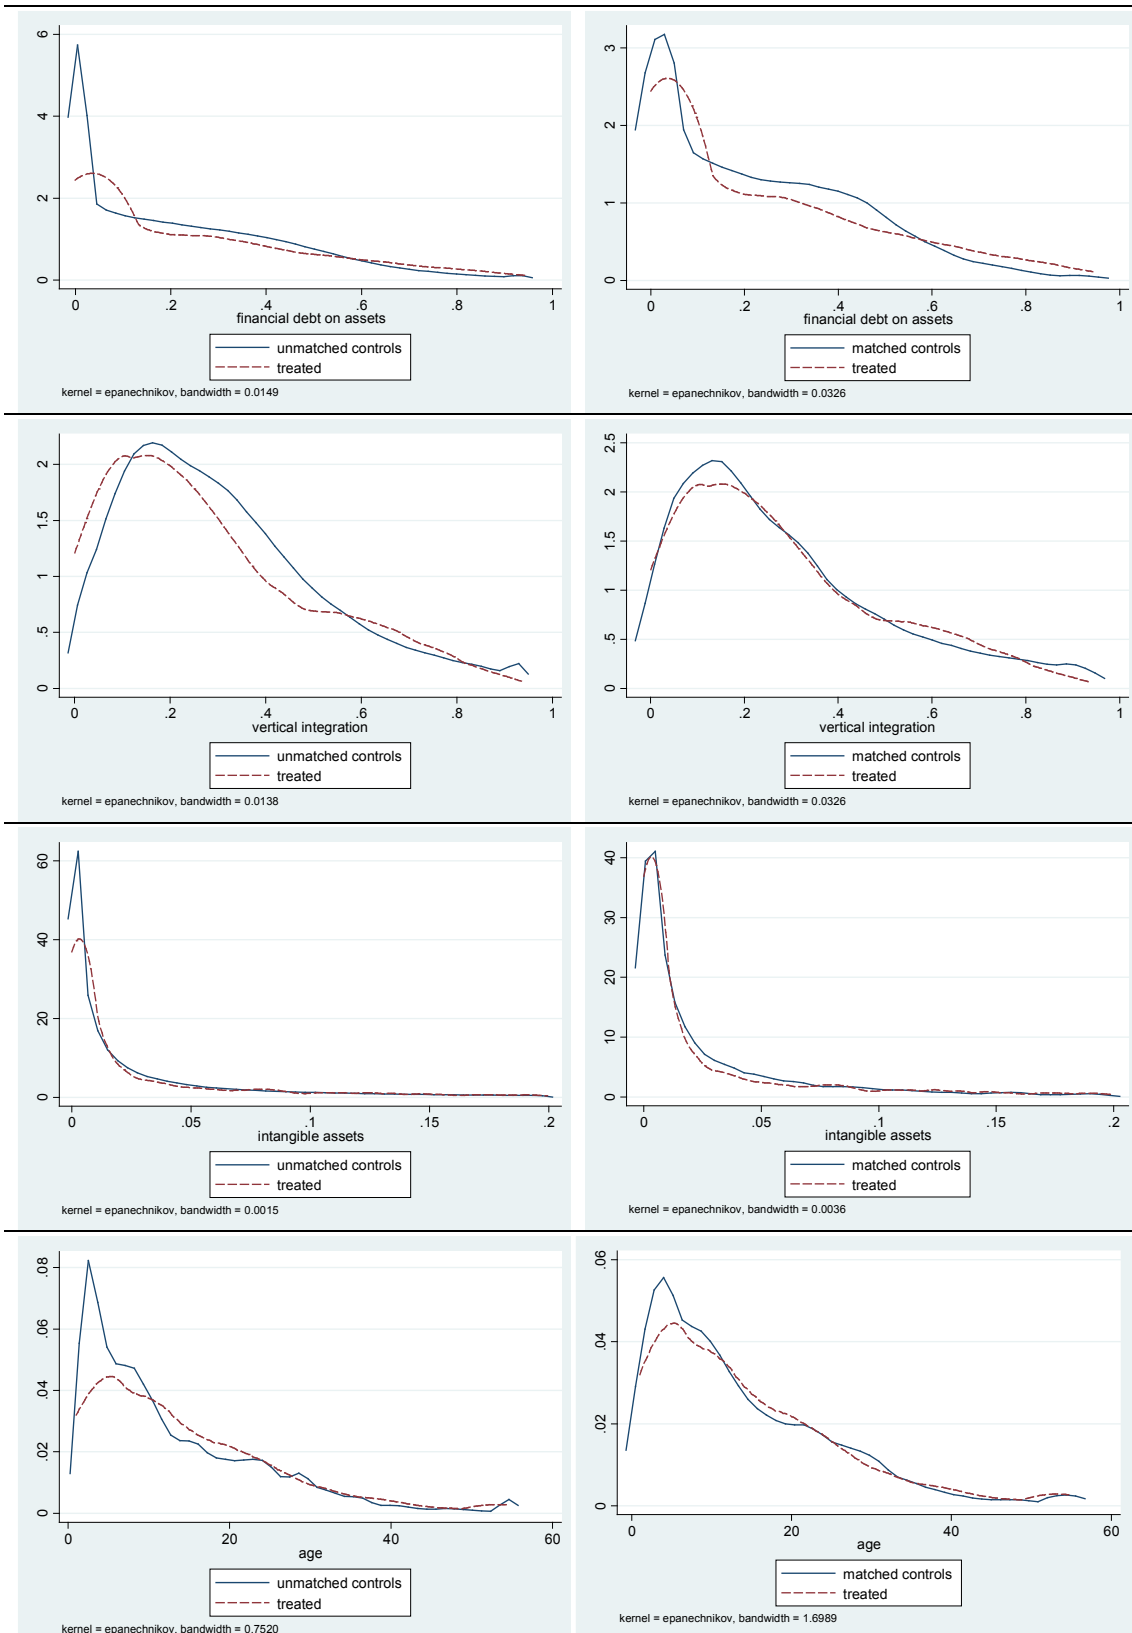 6
4
2
0
0 .2 .4 .6 .8 1
financial debt on assets
unmatched controls
treated
kernel = epanechnikov, bandwidth = 0.0149
3
2
1
0
0 .2 .4 .6 .8 1
financial debt on assets
matched controls
treated
kernel = epanechnikov, bandwidth = 0.0326
2
1.5
1
.5
0
0 .2 .4 .6 .8 1
vertical integration
unmatched controls
treated
kernel = epanechnikov, bandwidth = 0.0138
2.5
2
1.5
1
.5
0
0 .2 .4 .6 .8 1
vertical integration
matched controls
treated
kernel = epanechnikov, bandwidth = 0.0326
60
40
20
0
0 .05 .1 .15 .2
intangible assets
unmatched controls
treated
kernel = epanechnikov, bandwidth = 0.0015
40
30
20
10
0
0 .05 .1 .15 .2
intangible assets
matched controls
treated
kernel = epanechnikov, bandwidth = 0.0036
.08
.06
.04
.02
0
0 20 40 60
age
unmatched controls
treated
kernel = epanechnikov, bandwidth = 0.7520
.06
.04
.02
0
0 20 40 60
age
matched controls
treated
kernel = epanechnikov, bandwidth = 1.6989